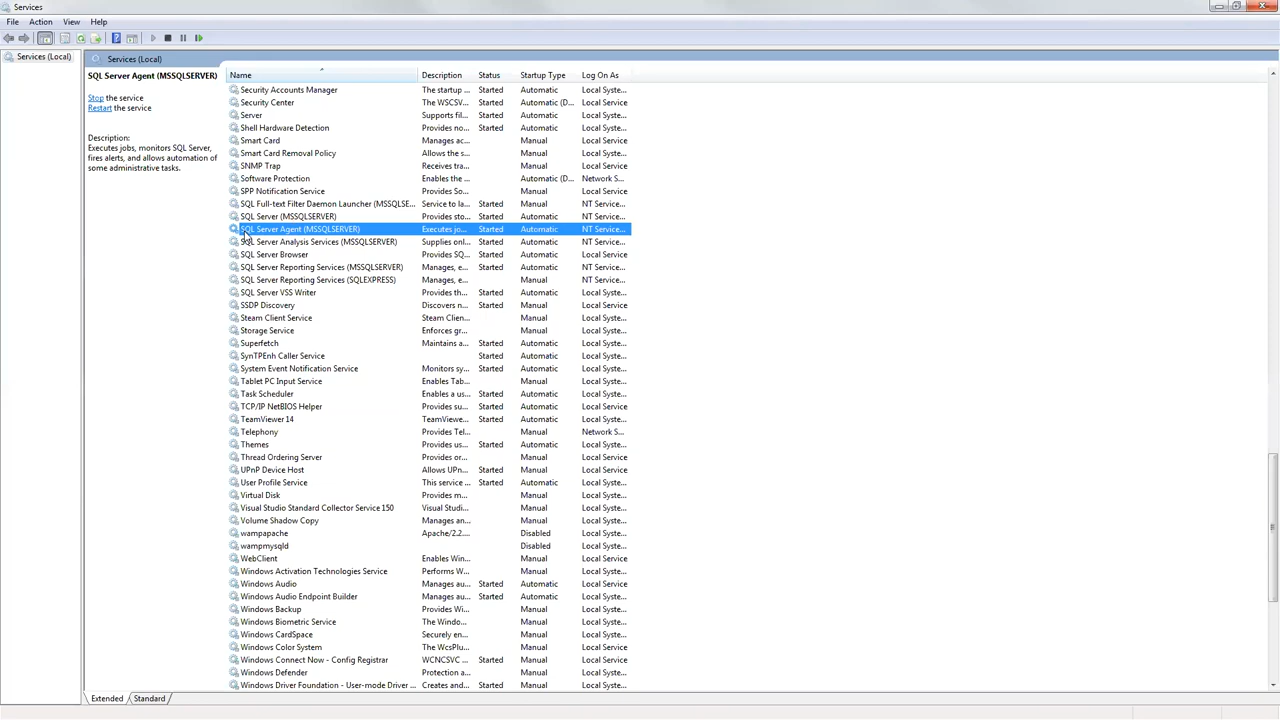 Services
File Action View Help
Services (Local)
Services (Local)
SQL Server Agent (MSSQLSERVER)
Stop the service
Restart the service
Description:
Executes jobs, monitors SQL Server,
fires alerts, and allows automation of
some administrative tasks.
Name Description Status Startup Type Log On As
Security Accounts Manager The startup ... Started Automatic Local Syste...
Security Center The WSCSV... Started Automatic (D... Local Service
Server Supports fil... Started Automatic Local Syste...
Shell Hardware Detection Provides no... Started Automatic Local Syste...
Smart Card Manages ac... Manual Local Service
Smart Card Removal Policy Allows the s... Manual Local Syste...
SNMP Trap Receives tra... Manual Local Service
Software Protection Enables the ... Automatic (D... Network S...
SPP Notification Service Provides So... Manual Local Service
SQL Full-text Filter Daemon Launcher (MSSQLSE... Service to la... Started Manual NT Service...
SQL Server (MSSQLSERVER) Provides sto... Started Automatic NT Service...
SQL Server Agent (MSSQLSERVER) Executes jo... Started Automatic NT Service...
SQL Server Analysis Services (MSSQLSERVER) Supplies onl... Started Automatic NT Service...
SQL Server Browser Provides SQ... Started Automatic Local Service
SQL Server Reporting Services (MSSQLSERVER) Manages, e... Started Automatic NT Service...
SQL Server Reporting Services (SQLEXPRESS) Manages, e... Manual NT Service...
SQL Server VSS Writer Provides th... Started Automatic Local Syste...
SSDP Discovery Discovers n... Started Manual Local Service
Steam Client Service Steam Clien... Manual Local Syste...
Storage Service Enforces gr... Manual Local Syste...
Superfetch Maintains a... Started Automatic Local Syste...
SynTPEnh Caller Service Started Automatic Local Syste...
System Event Notification Service Monitors sy... Started Automatic Local Syste...
Tablet PC Input Service Enables Tab... Manual Local Syste...
Task Scheduler Enables a us... Started Automatic Local Syste...
TCP/IP NetBIOS Helper Provides su... Started Automatic Local Service
TeamViewer 14 TeamViewe... Started Automatic Local Syste...
Telephony Provides Tel... Manual Network S...
Themes Provides us... Started Automatic Local Syste...
Thread Ordering Server Provides or... Manual Local Service
UPnP Device Host Allows UPn... Started Manual Local Service
User Profile Service This service ... Started Automatic Local Syste...
Virtual Disk Provides m... Manual Local Syste...
Visual Studio Standard Collector Service 150 Visual Studi... Manual Local Syste...
Volume Shadow Copy Manages an... Manual Local Syste...
wampapache Apache/2.2.... Disabled Local Syste...
wampmysqld Disabled Local Syste...
WebClient Enables Win... Manual Local Service
Windows Activation Technologies Service Performs W... Manual Local Syste...
Windows Audio Manages au... Started Automatic Local Service
Windows Audio Endpoint Builder Manages au... Started Automatic Local Syste...
Windows Backup Provides Wi... Manual Local Syste...
Windows Biometric Service The Windo... Manual Local Syste...
Windows CardSpace Securely en... Manual Local Syste...
Windows Color System The WcsPlu... Manual Local Service
Windows Connect Now - Config Registrar WCNCSVC ... Started Manual Local Service
Windows Defender Protection a... Manual Local Syste...
Windows Driver Foundation - User-mode Driver ... Creates and... Started Manual Local Syste...
Extended Standard